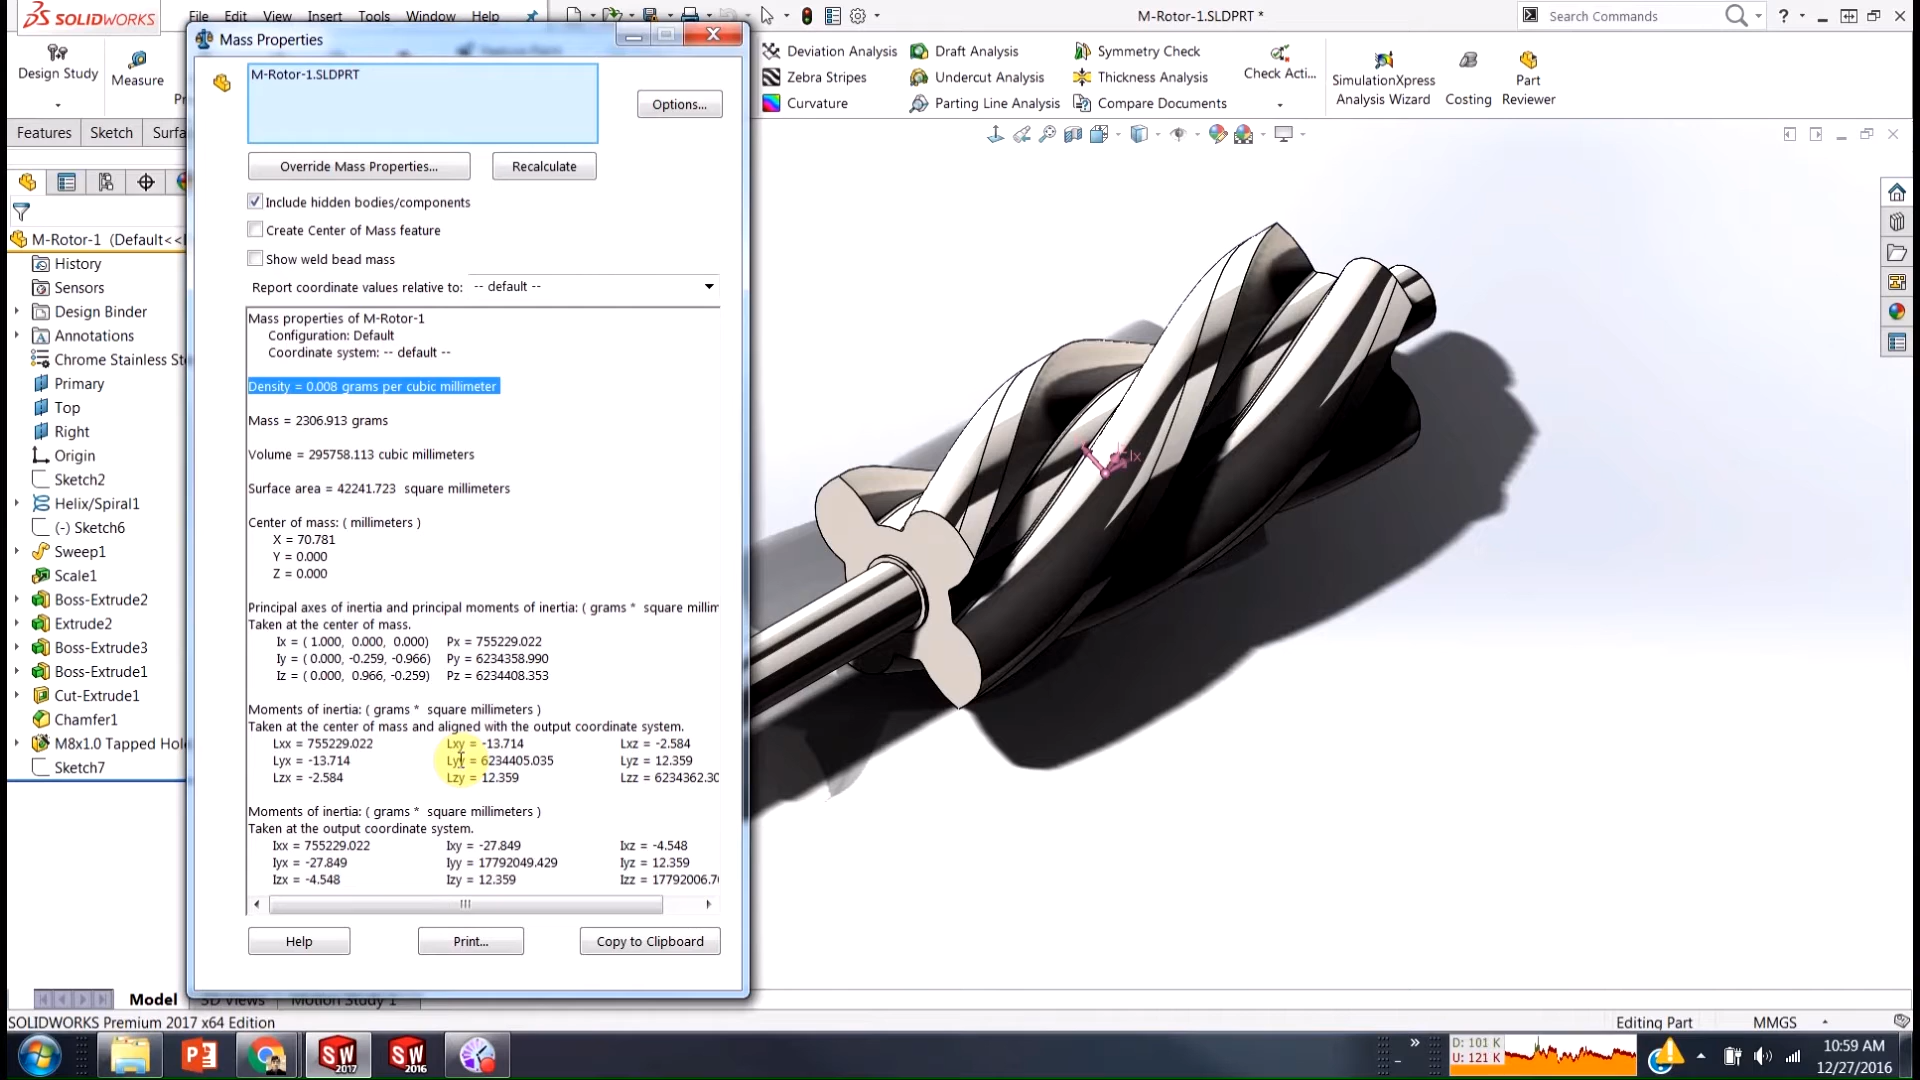 SOLIDWORKS
File Edit View Insert Tools Window Help
M-Rotor-1.SLDPRT *
Search Commands
Mass Properties
Design Study
Measure
Deviation Analysis
Zebra Stripes
Curvature
Draft Analysis
Undercut Analysis
Parting Line Analysis
Symmetry Check
Thickness Analysis
Compare Documents
Check Acti...
SimulationXpress
Analysis Wizard
Costing
Part
Reviewer
Features Sketch Surfa
M-Rotor-1.SLDPRT
Options...
Override Mass Properties...
Recalculate
Include hidden bodies/components
Create Center of Mass feature
Show weld bead mass
Report coordinate values relative to: -- default --
M-Rotor-1 (Default<<
History
Sensors
Design Binder
Annotations
Chrome Stainless Ste
Primary
Top
Right
Origin
Sketch2
Helix/Spiral1
(-) Sketch6
Sweep1
Scale1
Boss-Extrude2
Extrude2
Boss-Extrude3
Boss-Extrude1
Cut-Extrude1
Chamfer1
M8x1.0 Tapped Hol
Sketch7
Mass properties of M-Rotor-1
Configuration: Default
Coordinate system: -- default --
Density = 0.008 grams per cubic millimeter
Mass = 2306.913 grams
Volume = 295758.113 cubic millimeters
Surface area = 42241.723 square millimeters
Center of mass: ( millimeters )
X = 70.781
Y = 0.000
Z = 0.000
Principal axes of inertia and principal moments of inertia: ( grams * square millim
Taken at the center of mass.
Ix = ( 1.000, 0.000, 0.000) Px = 755229.022
Iy = ( 0.000, -0.259, -0.966) Py = 6234358.990
Iz = ( 0.000, 0.966, -0.259) Pz = 6234408.353
Moments of inertia: ( grams * square millimeters )
Taken at the center of mass and aligned with the output coordinate system.
Lxx = 755229.022 Lxy = -13.714 Lxz = -2.584
Lyx = -13.714 Lyy = 6234405.035 Lyz = 12.359
Lzx = -2.584 Lzy = 12.359 Lzz = 6234362.30
Moments of inertia: ( grams * square millimeters )
Taken at the output coordinate system.
Ixx = 755229.022 Ixy = -27.849 Ixz = -4.548
Iyx = -27.849 Iyy = 17792049.429 Iyz = 12.359
Izx = -4.548 Izy = 12.359 Izz = 17792006.70
Help
Print...
Copy to Clipboard
Ix
Model 3D Views Motion Study 1
SOLIDWORKS Premium 2017 x64 Edition
Editing Part
MMGS
SW 2017
SW 2016
D: 101 K
U: 121 K
10:59 AM
12/27/2016